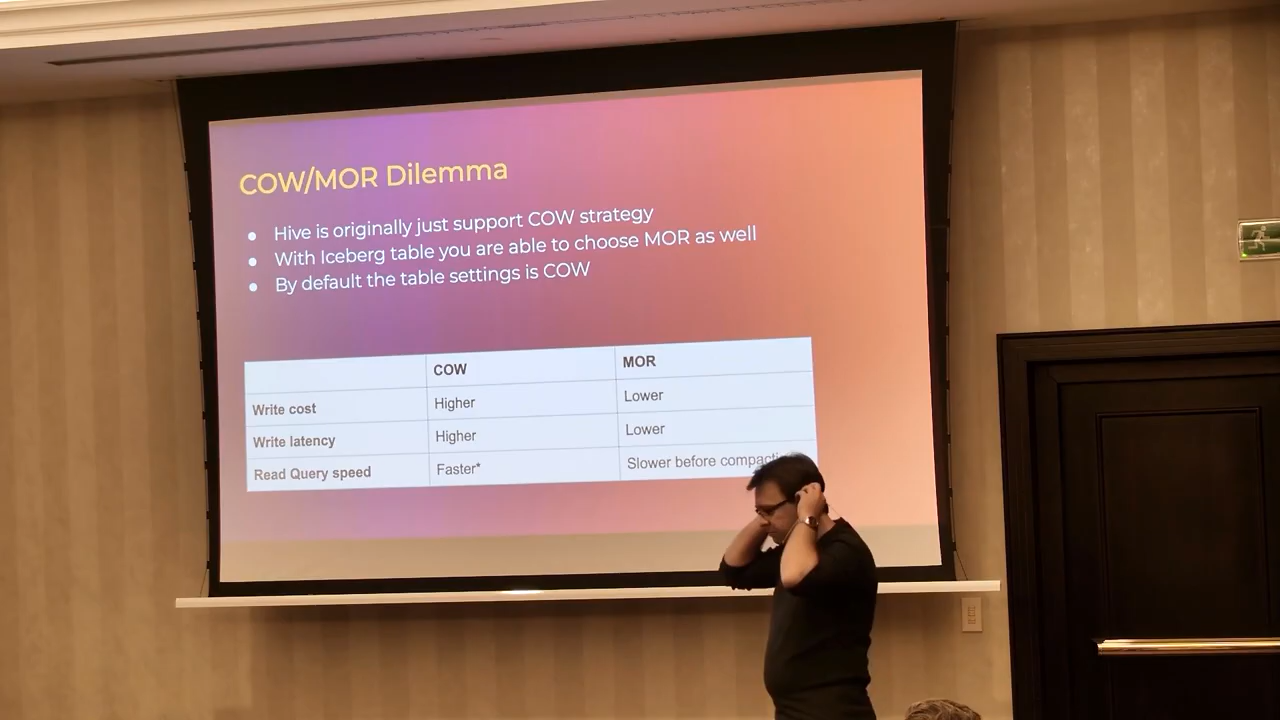 COW/MOR Dilemma
● Hive is originally just support COW strategy
● With Iceberg table you are able to choose MOR as well
● By default the table settings is COW
COW MOR
Write cost Higher Lower
Write latency Higher Lower
Read Query speed Faster* Slower before